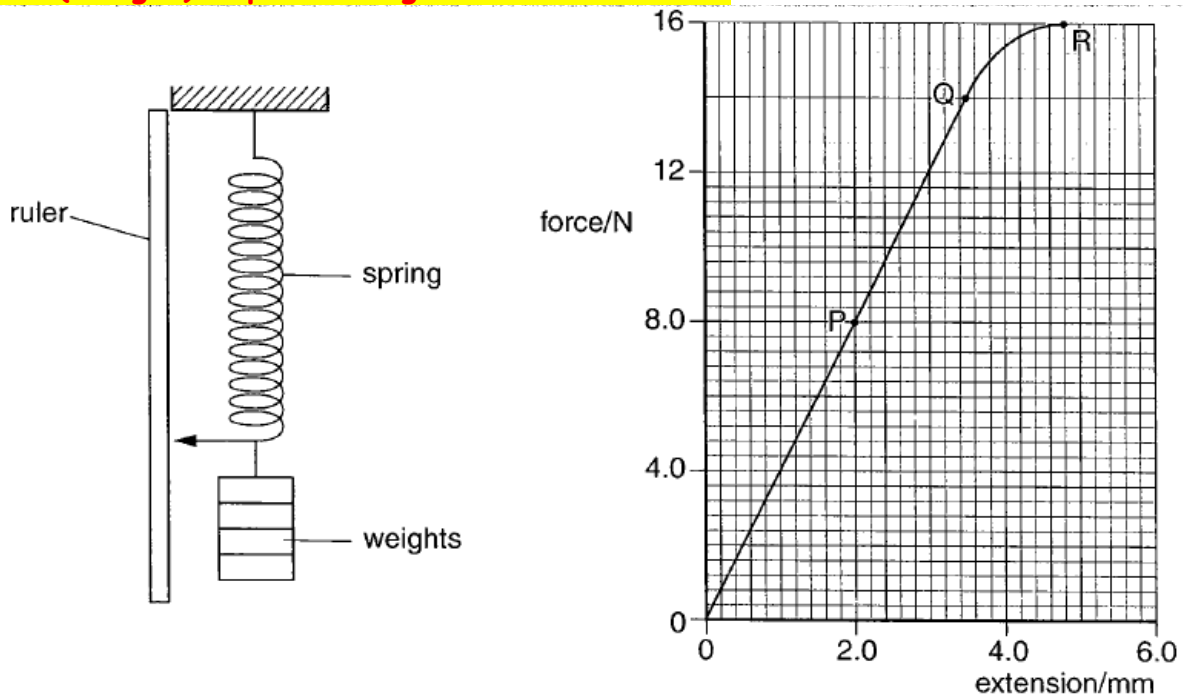 ruler
spring
weights
force/N
16
12
8.0
4.0
0
P
Q
R
0 2.0 4.0 6.0
extension/mm